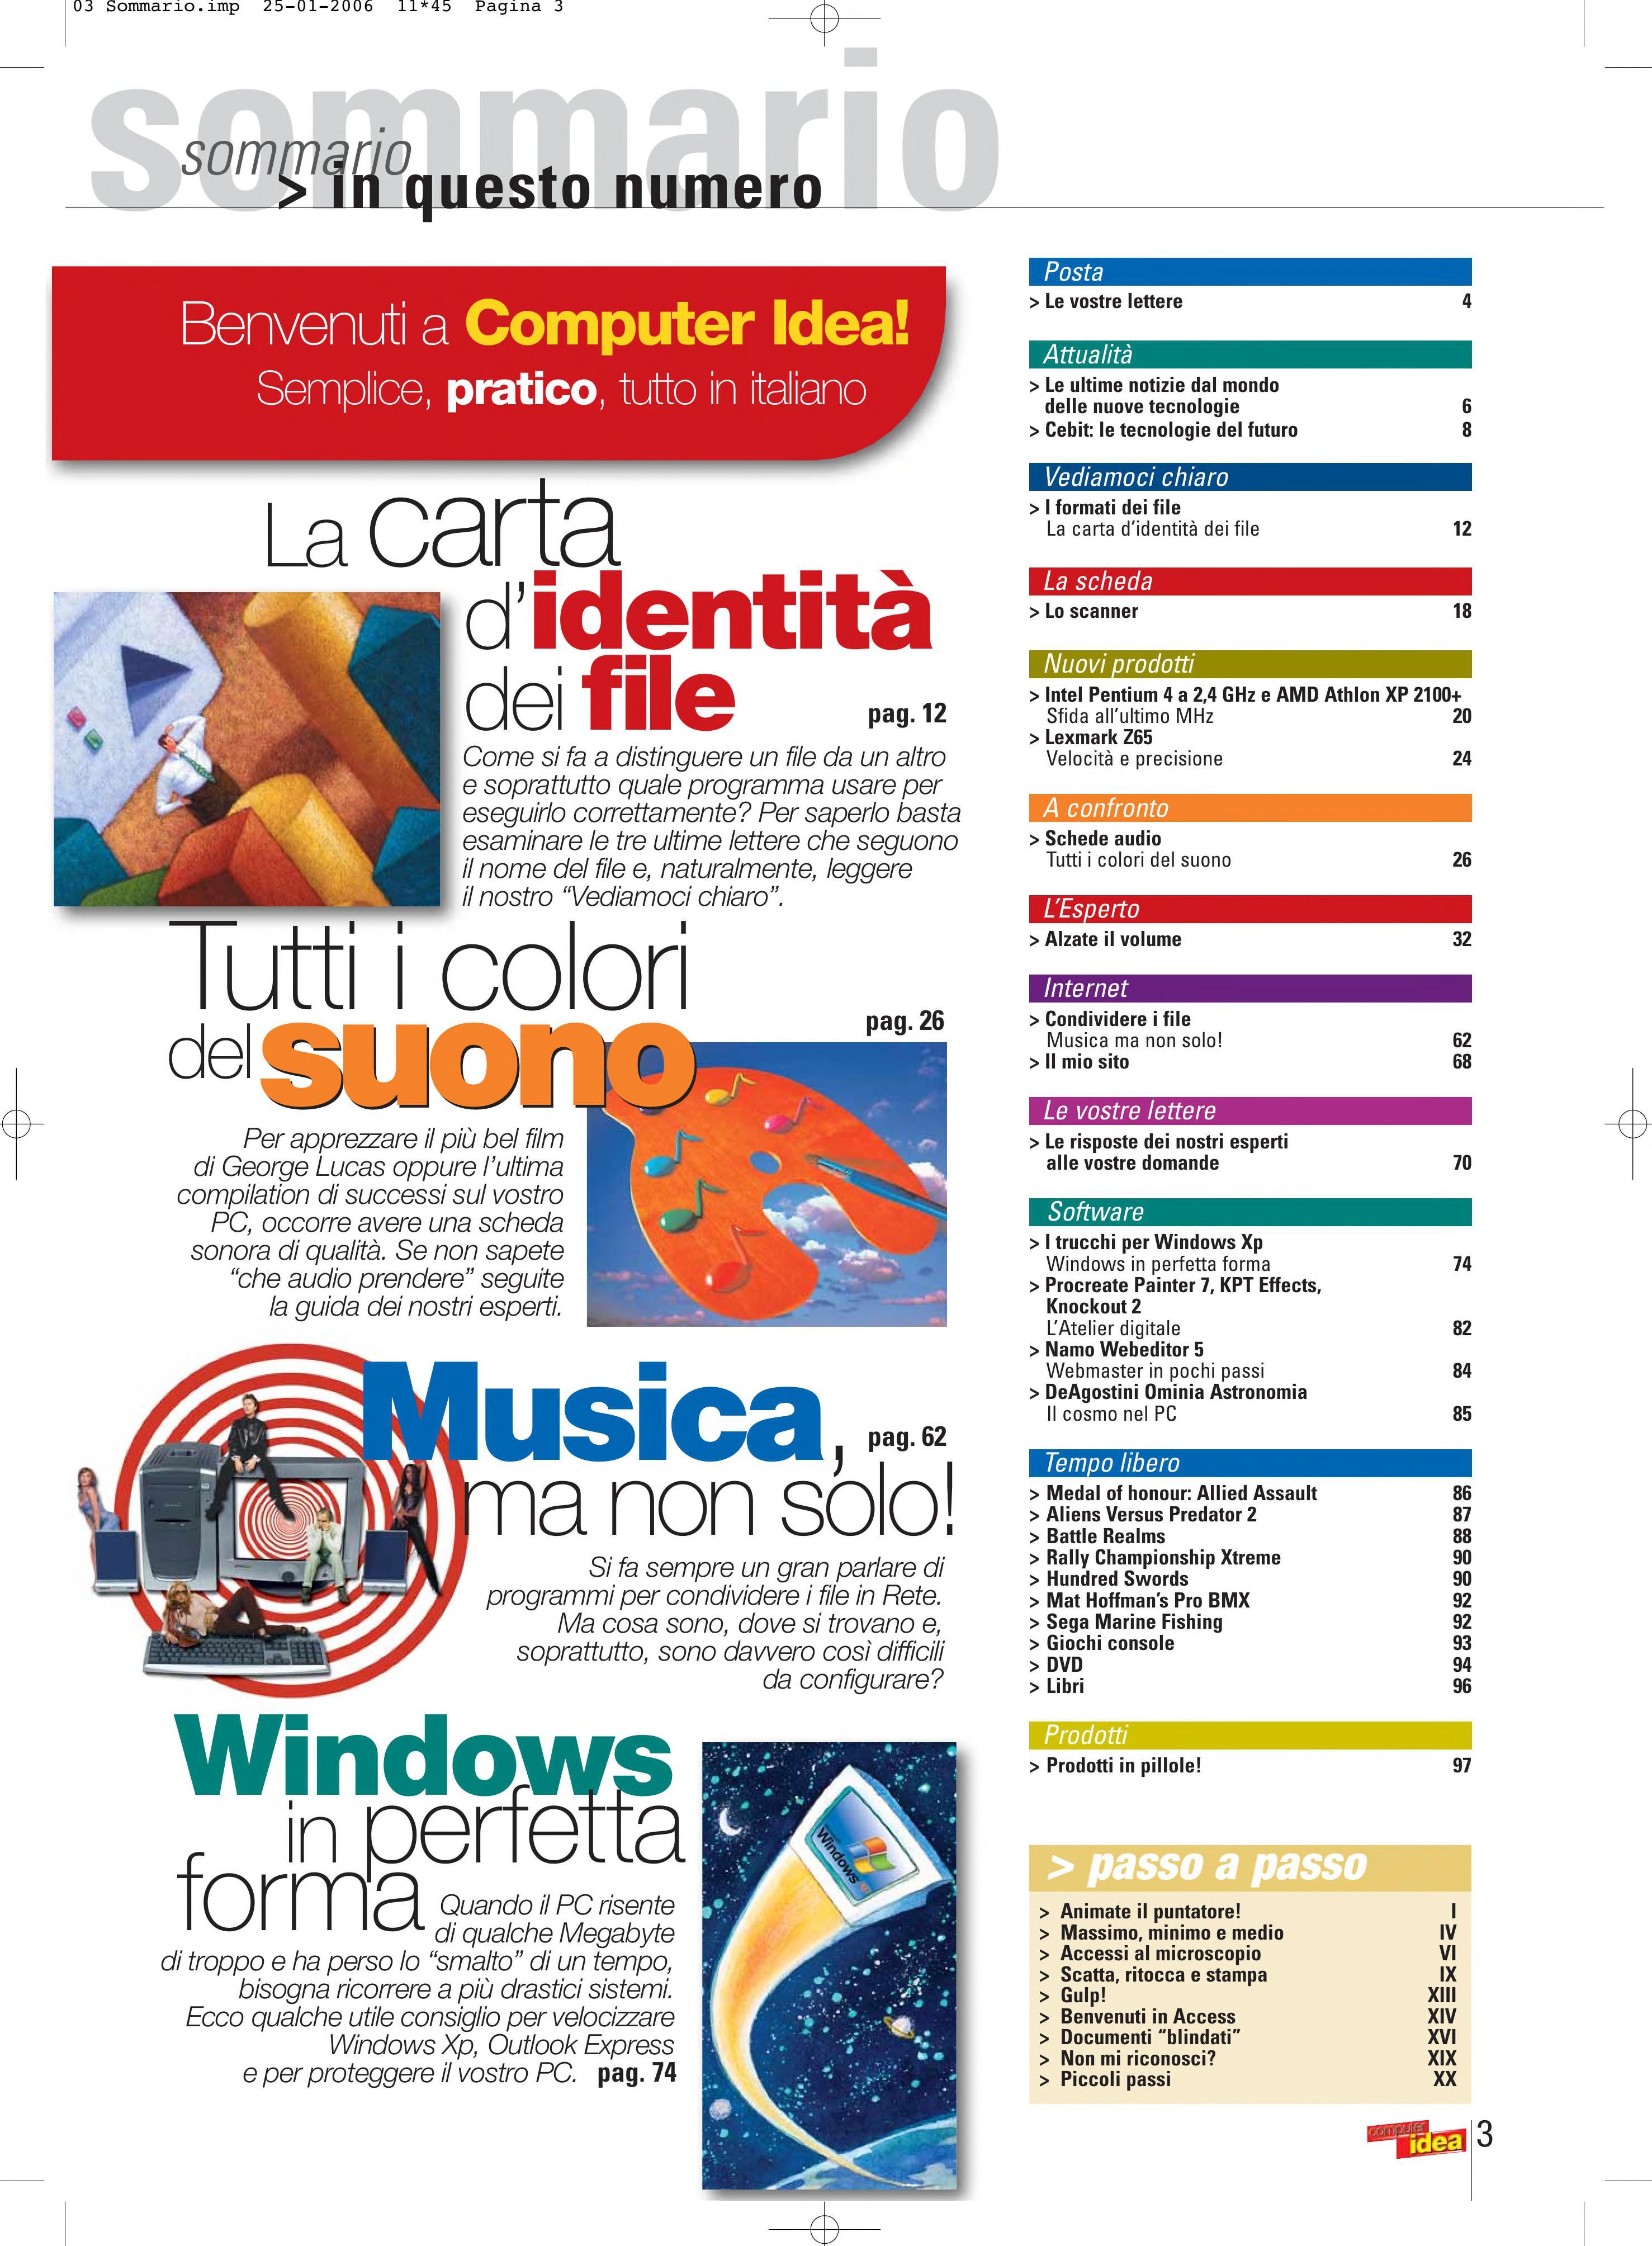 03 Sommario.imp 25-01-2006 11*45 Pagina 3
sommario
sommario
> in questo numero
Benvenuti a Computer Idea!
Semplice, pratico, tutto in italiano
La carta
d'identità
dei file
pag. 12
Come si fa a distinguere un file da un altro
e soprattutto quale programma usare per
eseguirlo correttamente? Per saperlo basta
esaminare le tre ultime lettere che seguono
il nome del file e, naturalmente, leggere
il nostro “Vediamoci chiaro”.
Tutti i colori
del suono
pag. 26
Per apprezzare il più bel film
di George Lucas oppure l'ultima
compilation di successi sul vostro
PC, occorre avere una scheda
sonora di qualità. Se non sapete
“che audio prendere” seguite
la guida dei nostri esperti.
Musica, pag. 62
ma non solo!
Si fa sempre un gran parlare di
programmi per condividere i file in Rete.
Ma cosa sono, dove si trovano e,
soprattutto, sono davvero così difficili
da configurare?
Windows
in perfetta
forma
Quando il PC risente
di qualche Megabyte
di troppo e ha perso lo “smalto” di un tempo,
bisogna ricorrere a più drastici sistemi.
Ecco qualche utile consiglio per velocizzare
Windows Xp, Outlook Express
e per proteggere il vostro PC. pag. 74
Windows
Posta
> Le vostre lettere 4
Attualità
> Le ultime notizie dal mondo
delle nuove tecnologie 6
> Cebit: le tecnologie del futuro 8
Vediamoci chiaro
> I formati dei file
La carta d'identità dei file 12
La scheda
> Lo scanner 18
Nuovi prodotti
> Intel Pentium 4 a 2,4 GHz e AMD Athlon XP 2100+
Sfida all'ultimo MHz 20
> Lexmark Z65
Velocità e precisione 24
A confronto
> Schede audio
Tutti i colori del suono 26
L'Esperto
> Alzate il volume 32
Internet
> Condividere i file
Musica ma non solo! 62
> Il mio sito 68
Le vostre lettere
> Le risposte dei nostri esperti
alle vostre domande 70
Software
> I trucchi per Windows Xp
Windows in perfetta forma 74
> Procreate Painter 7, KPT Effects,
Knockout 2
L'Atelier digitale 82
> Namo Webeditor 5
Webmaster in pochi passi 84
> DeAgostini Ominia Astronomia
Il cosmo nel PC 85
Tempo libero
> Medal of honour: Allied Assault 86
> Aliens Versus Predator 2 87
> Battle Realms 88
> Rally Championship Xtreme 90
> Hundred Swords 90
> Mat Hoffman's Pro BMX 92
> Sega Marine Fishing 92
> Giochi console 93
> DVD 94
> Libri 96
Prodotti
> Prodotti in pillole! 97
> passo a passo
> Animate il puntatore! I
> Massimo, minimo e medio IV
> Accessi al microscopio VI
> Scatta, ritocca e stampa IX
> Gulp! XIII
> Benvenuti in Access XIV
> Documenti “blindati” XVI
> Non mi riconosci? XIX
> Piccoli passi XX
computer
idea
3